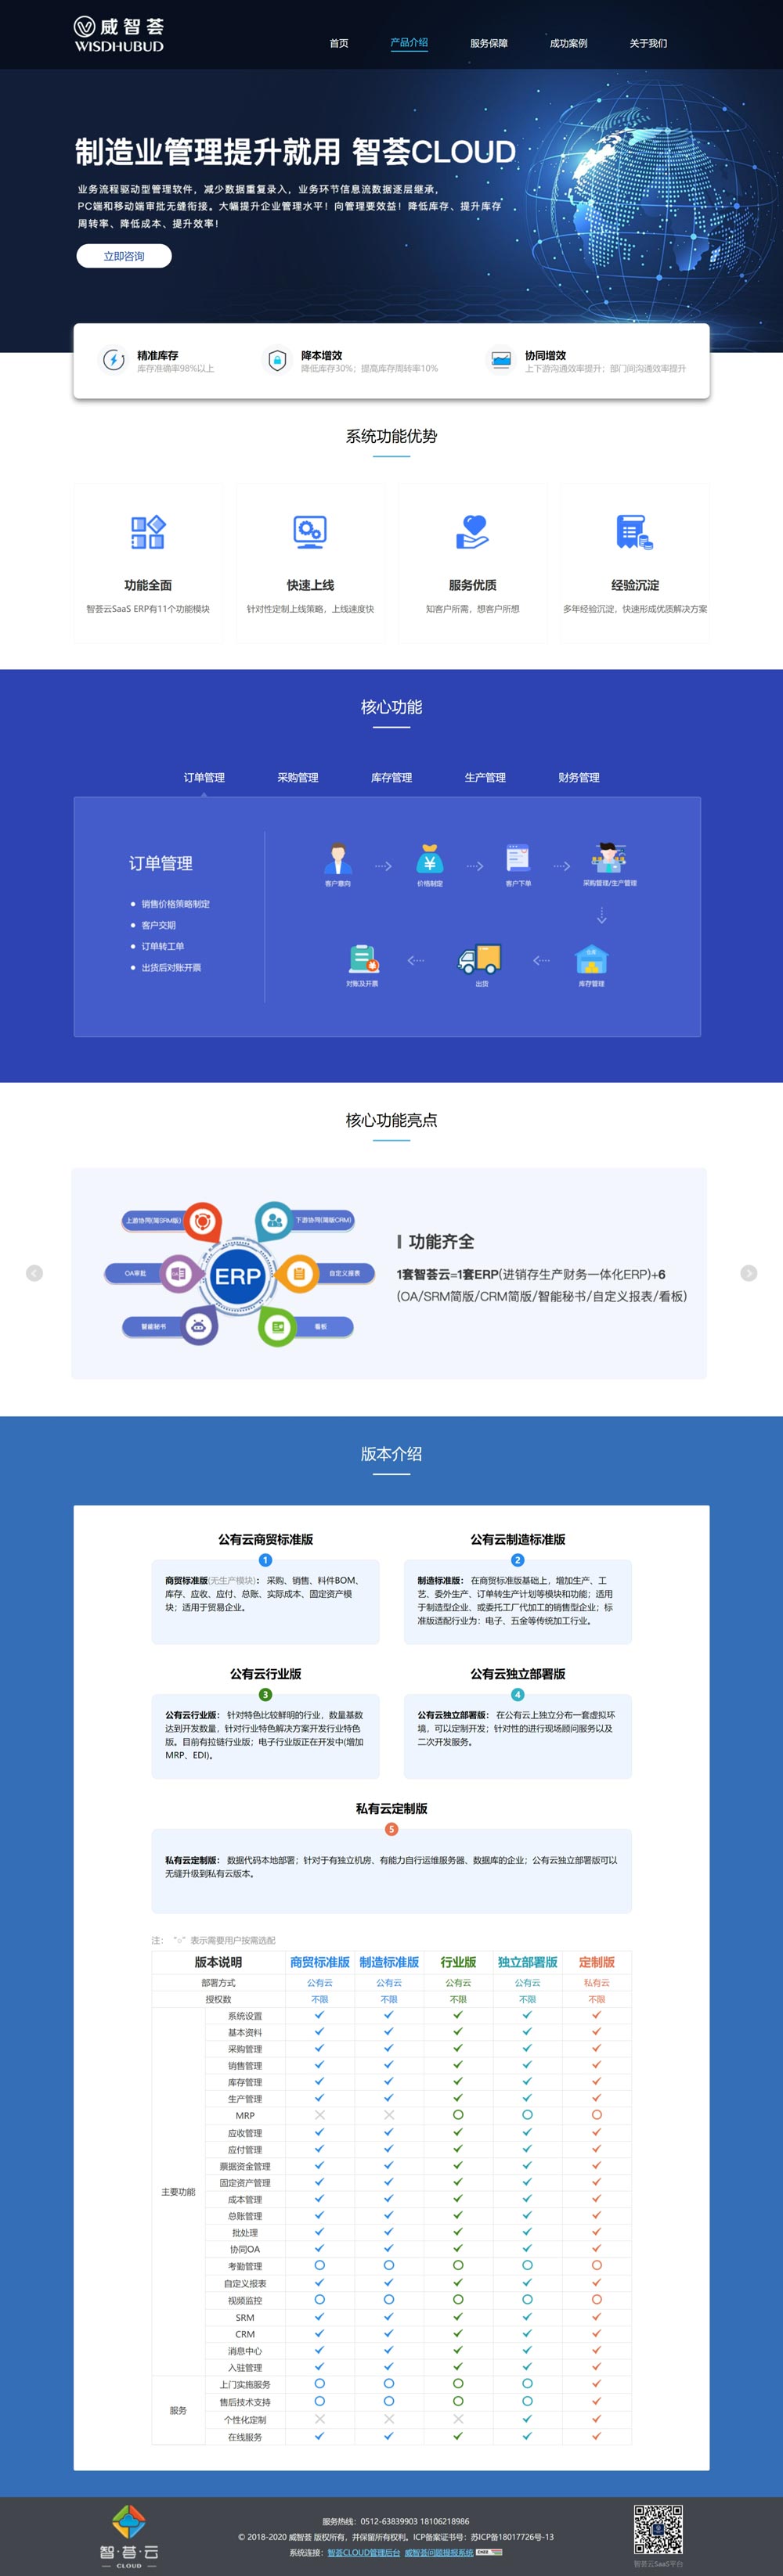 威智荟
WISDHUBUD
首页 产品介绍 服务保障 成功案例 关于我们
制造业管理提升就用 智荟CLOUD
业务流程驱动型管理软件，减少数据重复录入，业务环节信息流数据逐层继承，
PC端和移动端审批无缝衔接。大幅提升企业管理水平！向管理要效益！降低库存、提升库存
周转率、降低成本、提升效率！
立即咨询
精准库存
库存准确率98%以上
降本增效
降低库存30%；提高库存周转率10%
协同增效
上下游沟通效率提升；部门间沟通效率提升
系统功能优势
功能全面
智荟云SaaS ERP有11个功能模块
快速上线
针对性定制上线策略，上线速度快
服务优质
知客户所需，想客户所想
经验沉淀
多年经验沉淀，快速形成优质解决方案
核心功能
订单管理 采购管理 库存管理 生产管理 财务管理
订单管理
销售价格策略制定
客户交期
订单转工单
出货后对账开票
客户意向 价格制定 客户下单 采购管理/生产管理
对账及开票 出货 库存管理
核心功能亮点
上游协同(简SRM版) 下游协同(简版CRM)
OA审批 ERP 自定义报表
智能秘书 看板
功能齐全
1套智荟云=1套ERP(进销存生产财务一体化ERP)+6
(OA/SRM简版/CRM简版/智能秘书/自定义报表/看板)
版本介绍
公有云商贸标准版
1
商贸标准版(无生产模块)： 采购、销售、料件BOM、
库存、应收、应付、总账、实际成本、固定资产模
块；适用于贸易企业。
公有云制造标准版
2
制造标准版： 在商贸标准版基础上，增加生产、工
艺、委外生产、订单转生产计划等模块和功能；适用
于制造型企业、或委托工厂代加工的销售型企业；标
准版适配行业为：电子、五金等传统加工行业。
公有云行业版
3
公有云行业版： 针对特色比较鲜明的行业，数量基数
达到开发数量，针对行业特色解决方案开发行业特色
版。目前有拉链行业版；电子行业版正在开发中(增加
MRP、EDI)。
公有云独立部署版
4
公有云独立部署版： 在公有云上独立分布一套虚拟环
境，可以定制开发；针对性的进行现场顾问服务以及
二次开发服务。
私有云定制版
5
私有云定制版： 数据代码本地部署；针对于有独立机房、有能力自行运维服务器、数据库的企业；公有云独立部署版可以
无缝升级到私有云版本。
注： “○” 表示需要用户按需选配
版本说明 商贸标准版 制造标准版 行业版 独立部署版 定制版
部署方式 公有云 公有云 公有云 公有云 私有云
授权数 不限 不限 不限 不限 不限
主要功能
系统设置
基本资料
采购管理
销售管理
库存管理
生产管理
MRP
应收管理
应付管理
票据资金管理
固定资产管理
成本管理
总账管理
批处理
协同OA
考勤管理
自定义报表
视频监控
SRM
CRM
消息中心
入驻管理
服务
上门实施服务
售后技术支持
个性化定制
在线服务
智·荟·云
CLOUD
服务热线：0512-63839903 18106218986
© 2018-2020 威智荟 版权所有，并保留所有权利。ICP备案证书号：苏ICP备18017726号-13
系统连接：智荟CLOUD管理后台 威智荟问题提报系统
智荟云SaaS平台